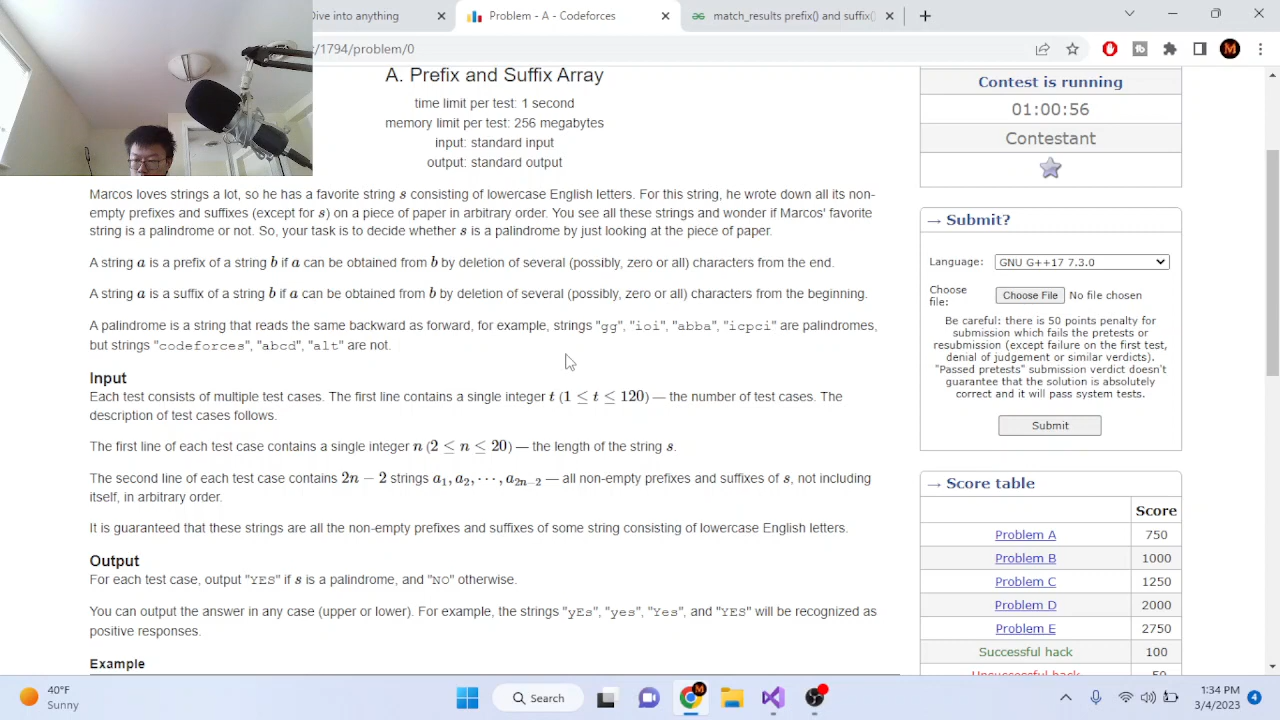 Dive into anything
Problem - A - Codeforces
match_results prefix() and suffix()
/1794/problem/0
A. Prefix and Suffix Array
time limit per test: 1 second
memory limit per test: 256 megabytes
input: standard input
output: standard output
Marcos loves strings a lot, so he has a favorite string s consisting of lowercase English letters. For this string, he wrote down all its non-
empty prefixes and suffixes (except for s) on a piece of paper in arbitrary order. You see all these strings and wonder if Marcos' favorite
string is a palindrome or not. So, your task is to decide whether s is a palindrome by just looking at the piece of paper.
A string a is a prefix of a string b if a can be obtained from b by deletion of several (possibly, zero or all) characters from the end.
A string a is a suffix of a string b if a can be obtained from b by deletion of several (possibly, zero or all) characters from the beginning.
A palindrome is a string that reads the same backward as forward, for example, strings "gg", "ioi", "abba", "icpci" are palindromes,
but strings "codeforces", "abcd", "alt" are not.
Input
Each test consists of multiple test cases. The first line contains a single integer t (1 ≤ t ≤ 120) — the number of test cases. The
description of test cases follows.
The first line of each test case contains a single integer n (2 ≤ n ≤ 20) — the length of the string s.
The second line of each test case contains 2n − 2 strings a1, a2, ⋯, a2n−2 — all non-empty prefixes and suffixes of s, not including
itself, in arbitrary order.
It is guaranteed that these strings are all the non-empty prefixes and suffixes of some string consisting of lowercase English letters.
Output
For each test case, output "YES" if s is a palindrome, and "NO" otherwise.
You can output the answer in any case (upper or lower). For example, the strings "yEs", "yes", "Yes", and "YES" will be recognized as
positive responses.
Example
Contest is running
01:00:56
Contestant
→ Submit?
Language: GNU G++17 7.3.0
Choose
file: Choose File No file chosen
Be careful: there is 50 points penalty for
submission which fails the pretests or
resubmission (except failure on the first test,
denial of judgement or similar verdicts).
"Passed pretests" submission verdict doesn't
guarantee that the solution is absolutely
correct and it will pass system tests.
Submit
→ Score table
Score
Problem A 750
Problem B 1000
Problem C 1250
Problem D 2000
Problem E 2750
Successful hack 100
Unsuccessful hack -50
40°F
Sunny
Search
1:34 PM
3/4/2023
4
M
M